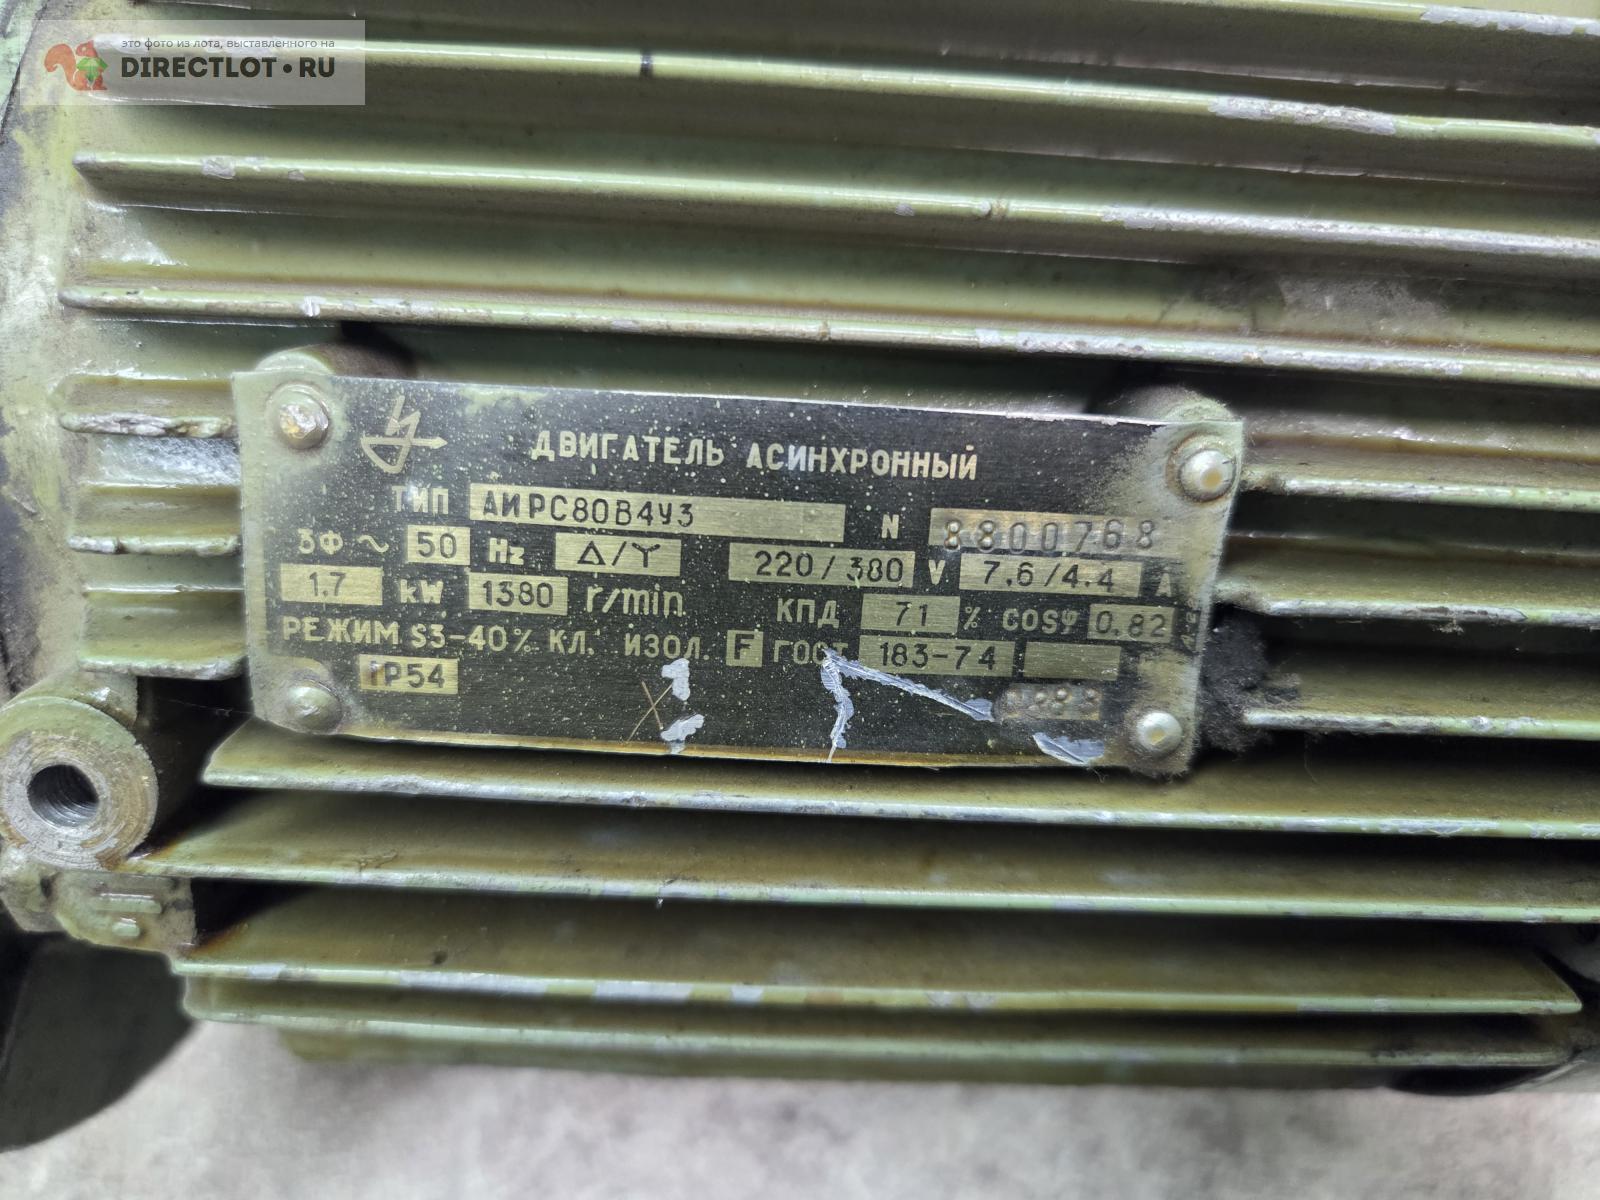 это фото из лота, выставленного на
DIRECTLOT•RU
ДВИГАТЕЛЬ АСИНХРОННЫЙ
ТИП АИРС80В4У3 N 8800768
3Ф ~ 50 Hz Δ/Y 220/380 V 7,6/4.4 A
1,7 kW 1380 r/min КПД 71 % COSφ 0,82
РЕЖИМ S3-40% КЛ. ИЗОЛ. F ГОСТ 183-74
IP54